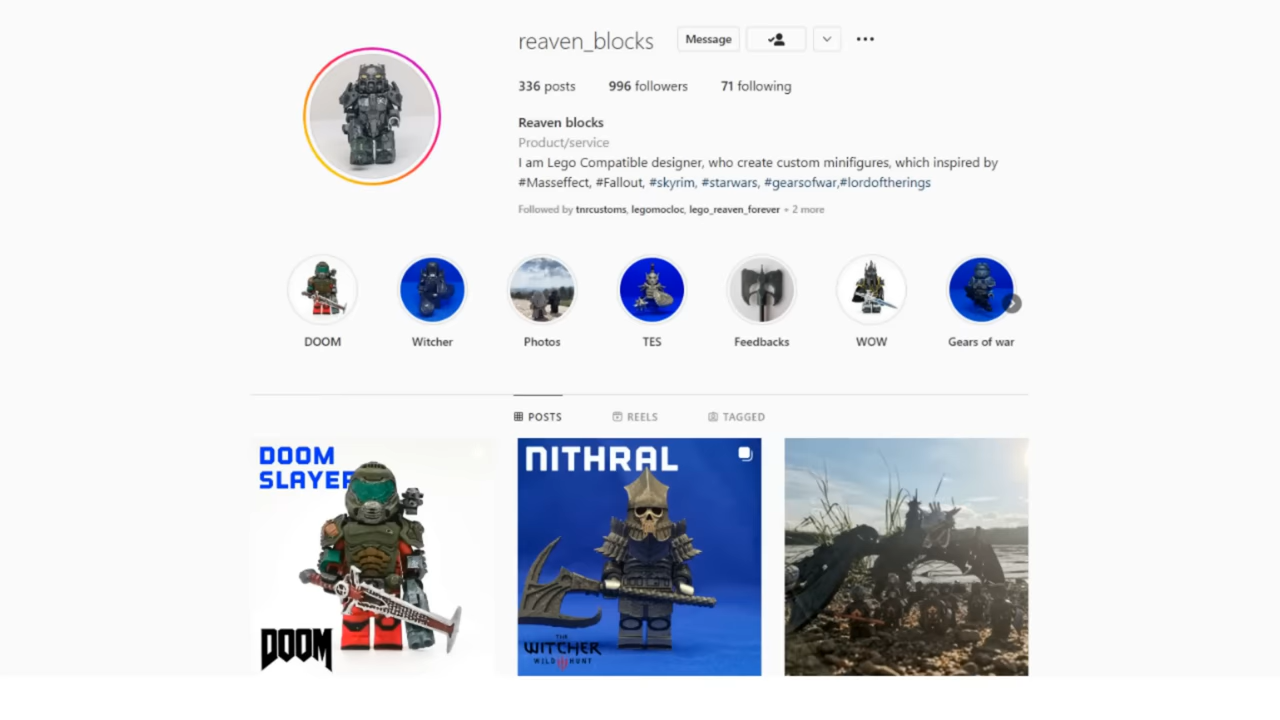 reaven_blocks Message
336 posts 996 followers 71 following
Reaven blocks
Product/service
I am Lego Compatible designer, who create custom minifigures, which inspired by
#Masseffect, #Fallout, #skyrim, #starwars, #gearsofwar,#lordoftherings
Followed by tnrcustoms, legomocloc, lego_reaven_forever • 2 more
DOOM Witcher Photos TES Feedbacks WOW Gears of war
POSTS REELS TAGGED
DOOM
SLAYER
DOOM
NITHRAL
THE
WITCHER
WILD HUNT